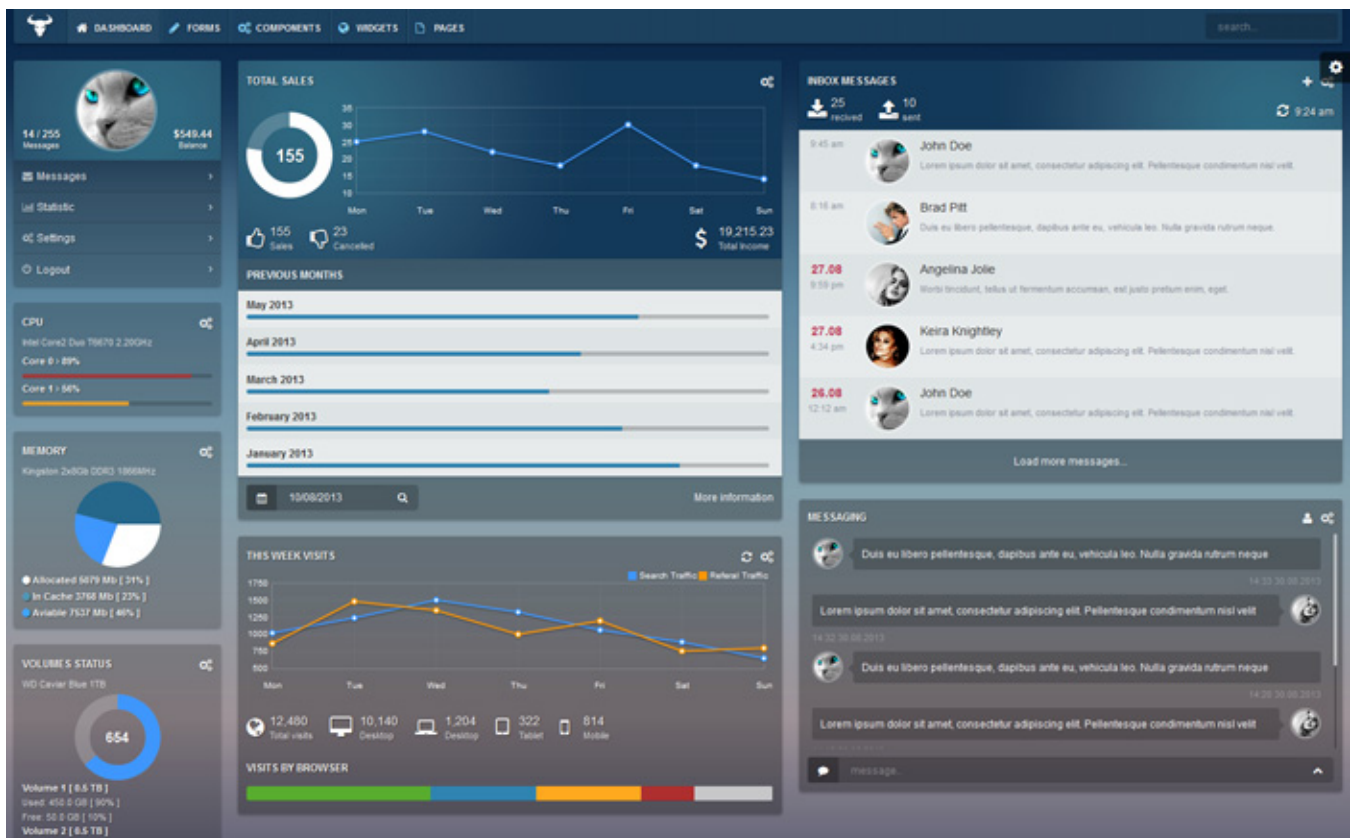 DASHBOARD FORMS COMPONENTS WIDGETS PAGES search...
14 / 255
Messages
$549.44
Balance
Messages
Statistic
Settings
Logout
CPU
Intel Core2 Duo T6670 2.20GHz
Core 0 › 89%
Core 1 › 56%
MEMORY
Kingston 2x8Gb DDR3 1866MHz
Allocated 5079 Mb [ 31% ]
In Cache 3768 Mb [ 23% ]
Aviable 7537 Mb [ 46% ]
VOLUMES STATUS
WD Caviar Blue 1TB
654
Volume 1 [ 0.5 TB ]
Used: 450.0 GB [ 90% ]
Free: 50.0 GB [ 10% ]
Volume 2 [ 0.5 TB ]
TOTAL SALES
155
35
30
25
20
15
10
Mon Tue Wed Thu Fri Sat Sun
155
Sales
23
Cancelled
19,215.23
Total Income
PREVIOUS MONTHS
May 2013
April 2013
March 2013
February 2013
January 2013
10/08/2013
More information
THIS WEEK VISITS
Search Traffic Referal Traffic
1750
1500
1250
1000
750
500
Mon Tue Wed Thu Fri Sat Sun
12,480
Total visits
10,140
Desktop
1,204
Desktop
322
Tablet
814
Mobile
VISITS BY BROWSER
INBOX MESSAGES
25
recived
10
sent
9:24 am
9:45 am
John Doe
Lorem ipsum dolor sit amet, consectetur adipiscing elit. Pellentesque condimentum nisl velit.
8:16 am
Brad Pitt
Duis eu libero pellentesque, dapibus ante eu, vehicula leo. Nulla gravida rutrum neque.
27.08
9:59 pm
Angelina Jolie
Morbi tincidunt, tellus ut fermentum accumsan, est justo pretium enim, eget.
27.08
4:34 pm
Keira Knightley
Lorem ipsum dolor sit amet, consectetur adipiscing elit. Pellentesque condimentum nisl velit.
26.08
12:12 am
John Doe
Lorem ipsum dolor sit amet, consectetur adipiscing elit. Pellentesque condimentum nisl velit.
Load more messages...
MESSAGING
Duis eu libero pellentesque, dapibus ante eu, vehicula leo. Nulla gravida rutrum neque
14:33 30.08.2013
Lorem ipsum dolor sit amet, consectetur adipiscing elit. Pellentesque condimentum nisl velit
14:32 30.08.2013
Duis eu libero pellentesque, dapibus ante eu, vehicula leo. Nulla gravida rutrum neque
14:20 30.08.2013
Lorem ipsum dolor sit amet, consectetur adipiscing elit. Pellentesque condimentum nisl velit
message...